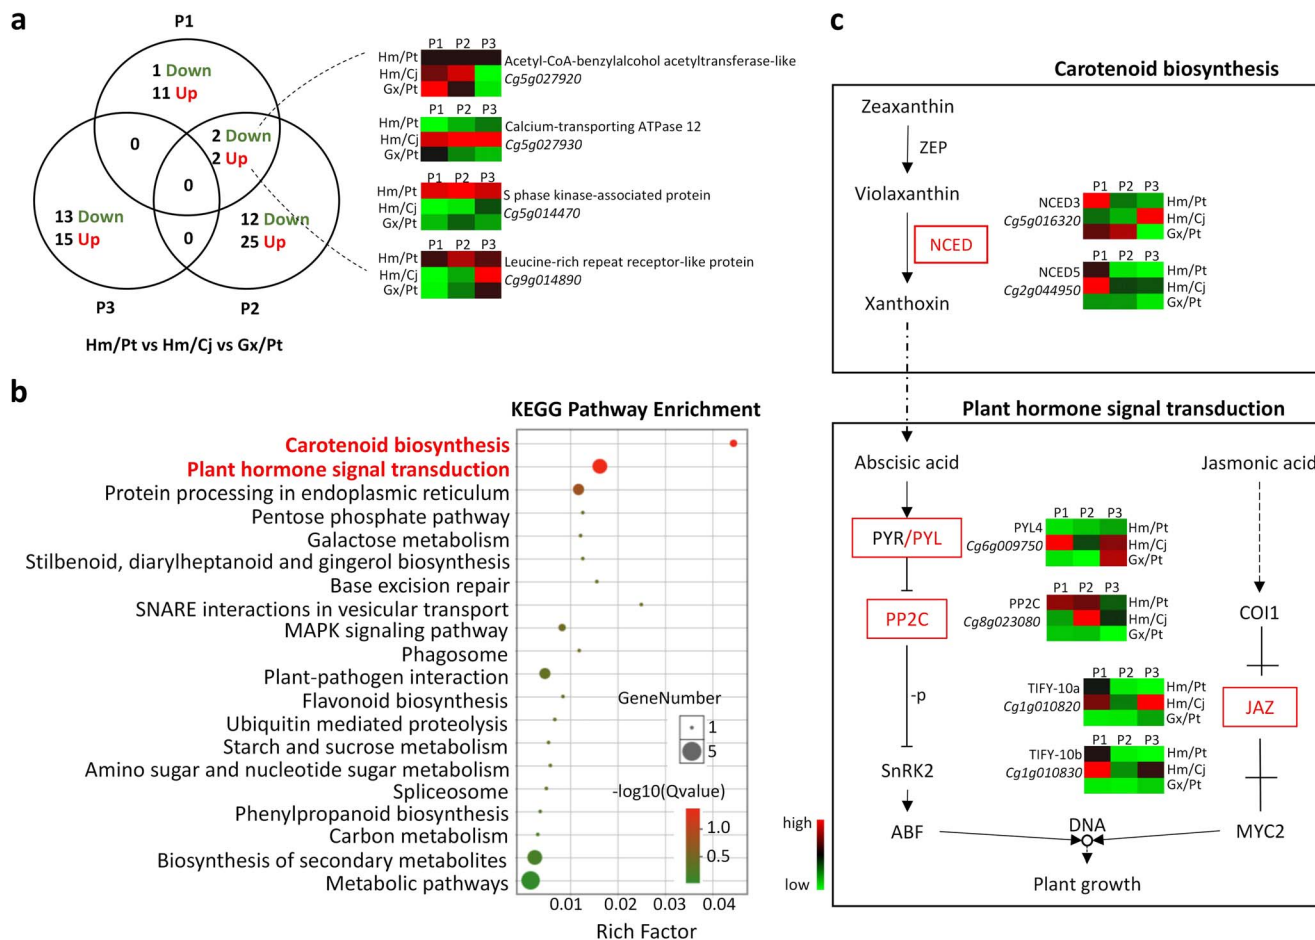 a
P1
1 Down
11 Up
0
2 Down
2 Up
0
13 Down
15 Up
0
12 Down
25 Up
P3
P2
Hm/Pt vs Hm/Cj vs Gx/Pt
P1 P2 P3
Hm/Pt
Hm/Cj
Gx/Pt
Acetyl-CoA-benzylalcohol acetyltransferase-like
Cg5g027920
P1 P2 P3
Hm/Pt
Hm/Cj
Gx/Pt
Calcium-transporting ATPase 12
Cg5g027930
P1 P2 P3
Hm/Pt
Hm/Cj
Gx/Pt
S phase kinase-associated protein
Cg5g014470
P1 P2 P3
Hm/Pt
Hm/Cj
Gx/Pt
Leucine-rich repeat receptor-like protein
Cg9g014890
b
KEGG Pathway Enrichment
Carotenoid biosynthesis
Plant hormone signal transduction
Protein processing in endoplasmic reticulum
Pentose phosphate pathway
Galactose metabolism
Stilbenoid, diarylheptanoid and gingerol biosynthesis
Base excision repair
SNARE interactions in vesicular transport
MAPK signaling pathway
Phagosome
Plant-pathogen interaction
Flavonoid biosynthesis
Ubiquitin mediated proteolysis
Starch and sucrose metabolism
Amino sugar and nucleotide sugar metabolism
Spliceosome
Phenylpropanoid biosynthesis
Carbon metabolism
Biosynthesis of secondary metabolites
Metabolic pathways
GeneNumber
1
5
-log10(Qvalue)
1.0
0.5
0.01 0.02 0.03 0.04
Rich Factor
high
low
c
Carotenoid biosynthesis
Zeaxanthin
ZEP
Violaxanthin
NCED
Xanthoxin
P1 P2 P3
NCED3
Cg5g016320
Hm/Pt
Hm/Cj
Gx/Pt
P1 P2 P3
NCED5
Cg2g044950
Hm/Pt
Hm/Cj
Gx/Pt
Plant hormone signal transduction
Abscisic acid
Jasmonic acid
PYR/PYL
P1 P2 P3
PYL4
Cg6g009750
Hm/Pt
Hm/Cj
Gx/Pt
PP2C
P1 P2 P3
PP2C
Cg8g023080
Hm/Pt
Hm/Cj
Gx/Pt
COI1
-p
P1 P2 P3
TIFY-10a
Cg1g010820
Hm/Pt
Hm/Cj
Gx/Pt
JAZ
P1 P2 P3
TIFY-10b
Cg1g010830
Hm/Pt
Hm/Cj
Gx/Pt
SnRK2
ABF
DNA
MYC2
Plant growth